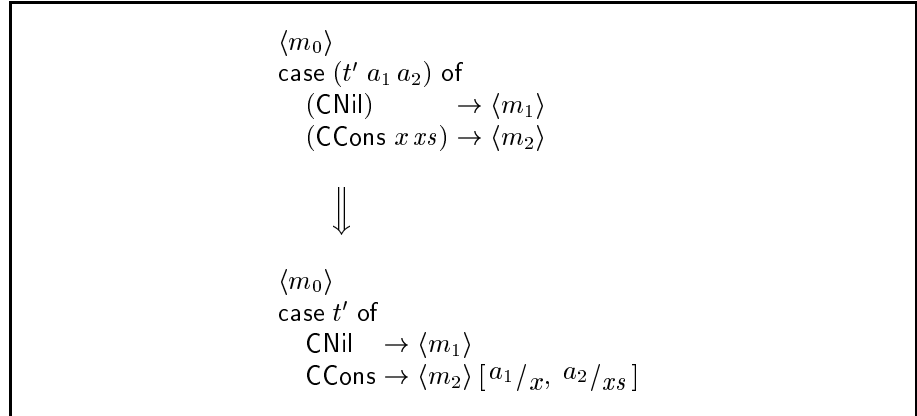 ⟨m₀⟩
case (t′ a₁ a₂) of
(CNil) → ⟨m₁⟩
(CCons x xs) → ⟨m₂⟩
⇓
⟨m₀⟩
case t′ of
CNil → ⟨m₁⟩
CCons → ⟨m₂⟩ [a₁/x, a₂/xs]